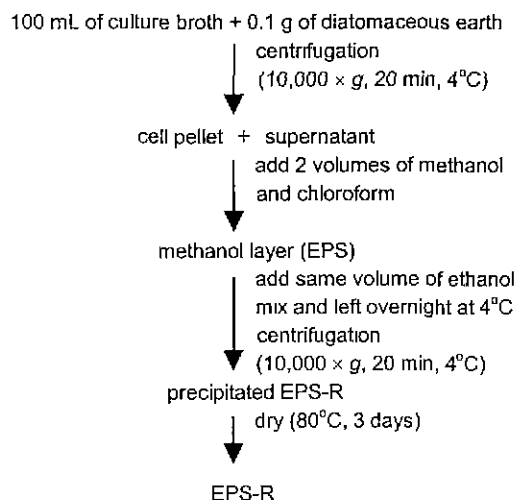 100 mL of culture broth + 0.1 g of diatomaceous earth
centrifugation
(10,000 × g, 20 min, 4°C)
cell pellet + supernatant
add 2 volumes of methanol
and chloroform
methanol layer (EPS)
add same volume of ethanol
mix and left overnight at 4°C
centrifugation
(10,000 × g, 20 min, 4°C)
precipitated EPS-R
dry (80°C, 3 days)
EPS-R